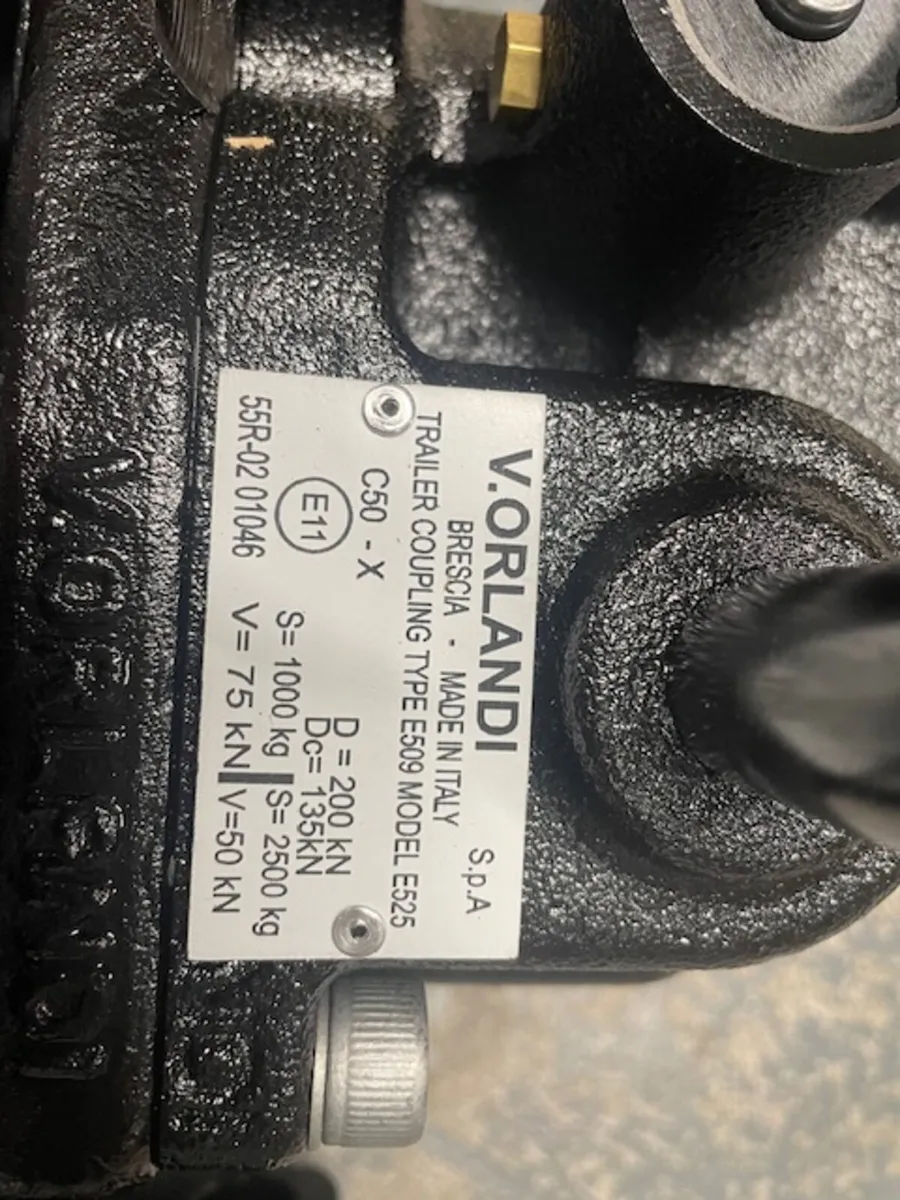 V.ORLANDI S.p.A
BRESCIA - MADE IN ITALY
TRAILER COUPLING TYPE E509 MODEL E525
C50 - X
D = 200 kN
Dc= 135kN
E11
S= 1000 kg S= 2500 kg
55R-02 01046 V= 75 kN V=50 kN
V.ORLANDI